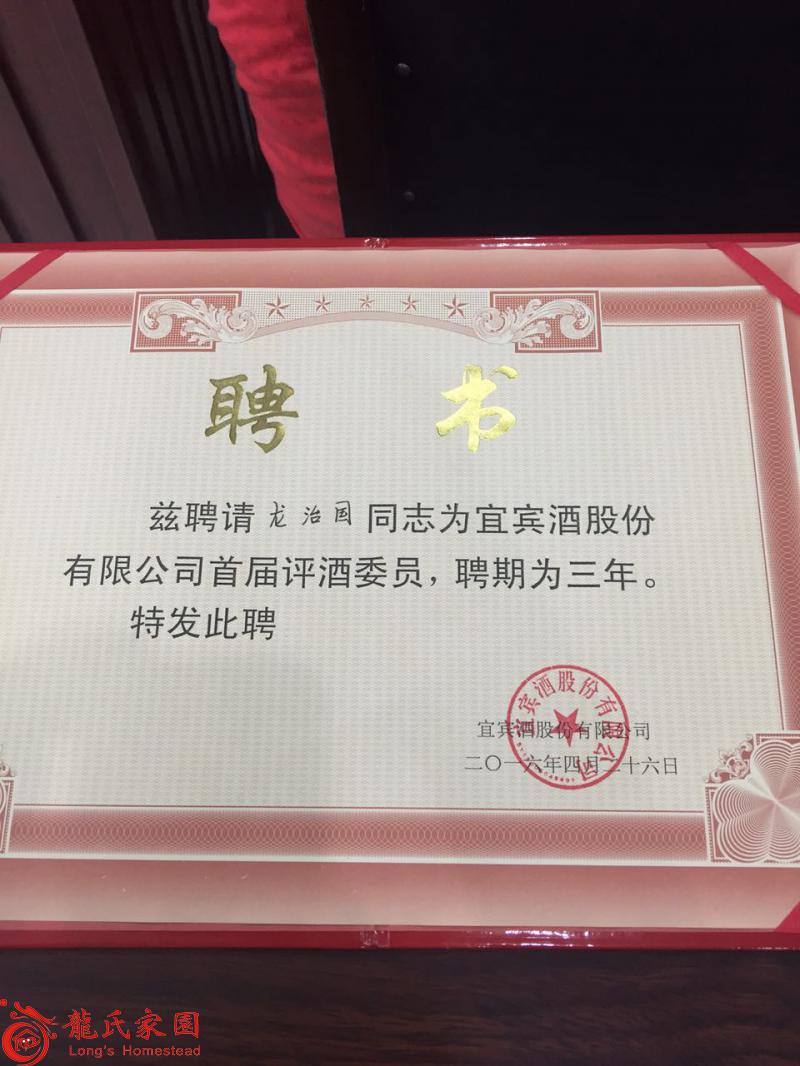 聘 书
兹聘请龙治国同志为宜宾酒股份
有限公司首届评酒委员，聘期为三年。
特发此聘
宜宾酒股份有限公司
宜宾酒股份有限公司
二〇一六年四月二十六日
龍氏家園
Long's Homestead